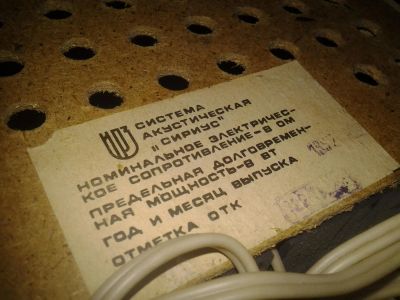 СИСТЕМА
АКУСТИЧЕСКАЯ
„СИРИУС"
НОМИНАЛЬНОЕ ЭЛЕКТРИЧЕС-
КОЕ СОПРОТИВЛЕНИЕ-8 ОМ
ПРЕДЕЛЬНАЯ ДОЛГОВРЕМЕН-
НАЯ МОЩНОСТЬ-8 ВТ
ГОД И МЕСЯЦ ВЫПУСКА
ОТМЕТКА ОТК